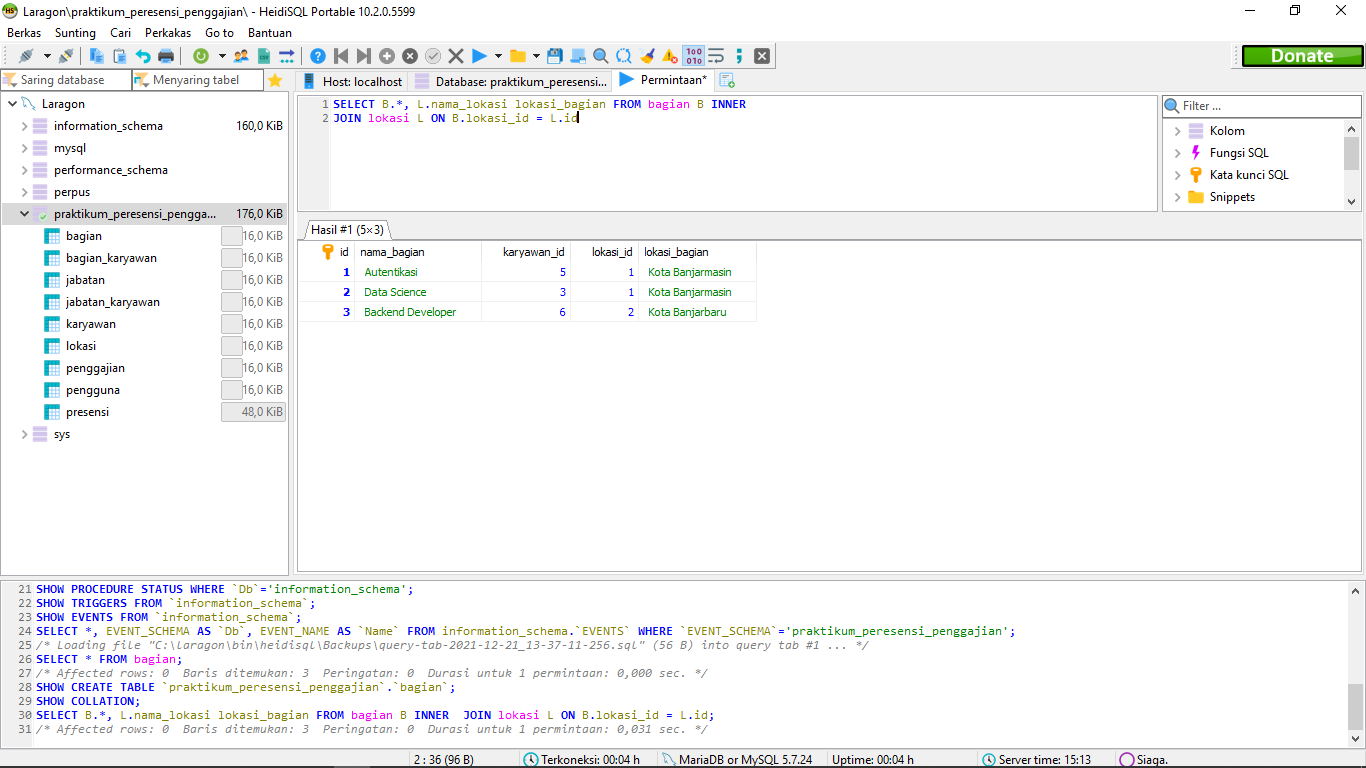 Laragon\praktikum_peresensi_penggajian\ - HeidiSQL Portable 10.2.0.5599
Berkas Sunting Cari Perkakas Go to Bantuan
Donate
Saring database Menyaring tabel
Host: localhost Database: praktikum_peresensi... Permintaan*
Laragon
information_schema 160,0 KiB
mysql
performance_schema
perpus
praktikum_peresensi_pengga... 176,0 KiB
bagian 16,0 KiB
bagian_karyawan 16,0 KiB
jabatan 16,0 KiB
jabatan_karyawan 16,0 KiB
karyawan 16,0 KiB
lokasi 16,0 KiB
penggajian 16,0 KiB
pengguna 16,0 KiB
presensi 48,0 KiB
sys
1 SELECT B.*, L.nama_lokasi lokasi_bagian FROM bagian B INNER
2 JOIN lokasi L ON B.lokasi_id = L.id
Filter ...
Kolom
Fungsi SQL
Kata kunci SQL
Snippets
Hasil #1 (5×3)
id nama_bagian karyawan_id lokasi_id lokasi_bagian
1 Autentikasi 5 1 Kota Banjarmasin
2 Data Science 3 1 Kota Banjarmasin
3 Backend Developer 6 2 Kota Banjarbaru
21 SHOW PROCEDURE STATUS WHERE `Db`='information_schema';
22 SHOW TRIGGERS FROM `information_schema`;
23 SHOW EVENTS FROM `information_schema`;
24 SELECT *, EVENT_SCHEMA AS `Db`, EVENT_NAME AS `Name` FROM information_schema.`EVENTS` WHERE `EVENT_SCHEMA`='praktikum_peresensi_penggajian';
25 /* Loading file "C:\laragon\bin\heidisql\Backups\query-tab-2021-12-21_13-37-11-256.sql" (56 B) into query tab #1 ... */
26 SELECT * FROM bagian;
27 /* Affected rows: 0 Baris ditemukan: 3 Peringatan: 0 Durasi untuk 1 permintaan: 0,000 sec. */
28 SHOW CREATE TABLE `praktikum_peresensi_penggajian`.`bagian`;
29 SHOW COLLATION;
30 SELECT B.*, L.nama_lokasi lokasi_bagian FROM bagian B INNER  JOIN lokasi L ON B.lokasi_id = L.id;
31 /* Affected rows: 0 Baris ditemukan: 3 Peringatan: 0 Durasi untuk 1 permintaan: 0,031 sec. */
2 : 36 (96 B) Terkoneksi: 00:04 h MariaDB or MySQL 5.7.24 Uptime: 00:04 h Server time: 15:13 Siaga.